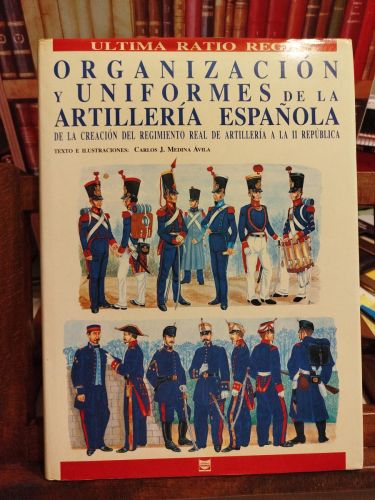 ULTIMA RATIO REGIS
ORGANIZACIÓN
Y UNIFORMES DE LA
ARTILLERÍA ESPAÑOLA
DE LA CREACIÓN DEL REGIMIENTO REAL DE ARTILLERÍA A LA II REPÚBLICA
TEXTO E ILUSTRACIONES: CARLOS J. MEDINA ÁVILA